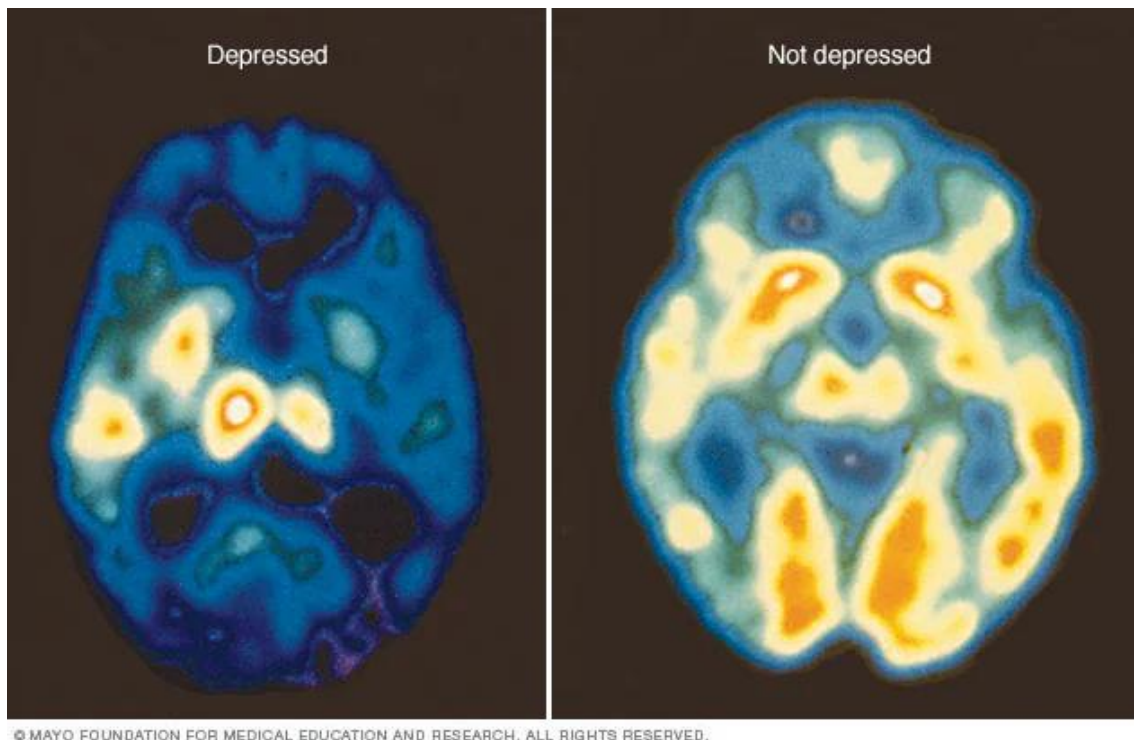 Depressed
Not depressed
© MAYO FOUNDATION FOR MEDICAL EDUCATION AND RESEARCH. ALL RIGHTS RESERVED.